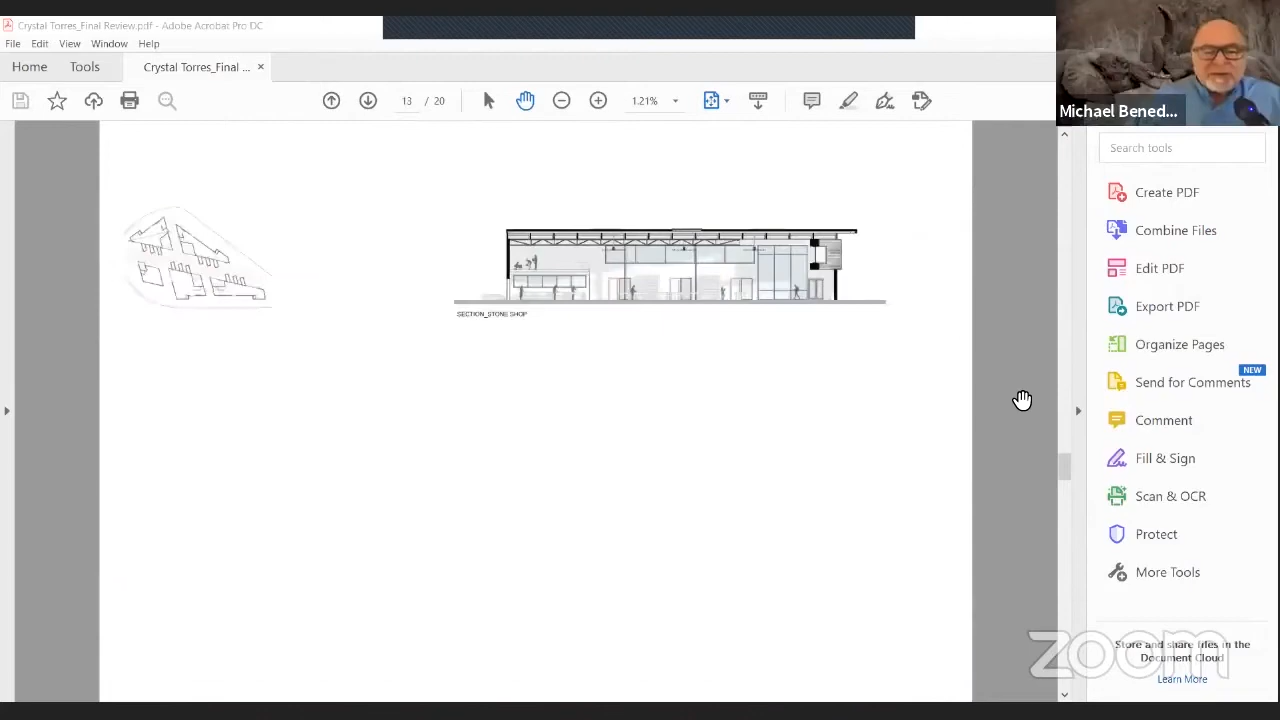 Crystal Torres_Final Review.pdf - Adobe Acrobat Pro DC
File Edit View Window Help
Home Tools Crystal Torres_Final ... ×
13 / 20 1.21%
Michael Bened...
Search tools
Create PDF
Combine Files
Edit PDF
Export PDF
Organize Pages
NEW
Send for Comments
Comment
Fill & Sign
Scan & OCR
Protect
More Tools
SECTION_STONE SHOP
Store and share files in the
Document Cloud
Learn More
zoom